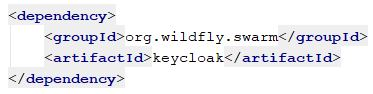 <dependency>
<groupId>org.wildfly.swarm</groupId>
<artifactId>keycloak</artifactId>
</dependency>